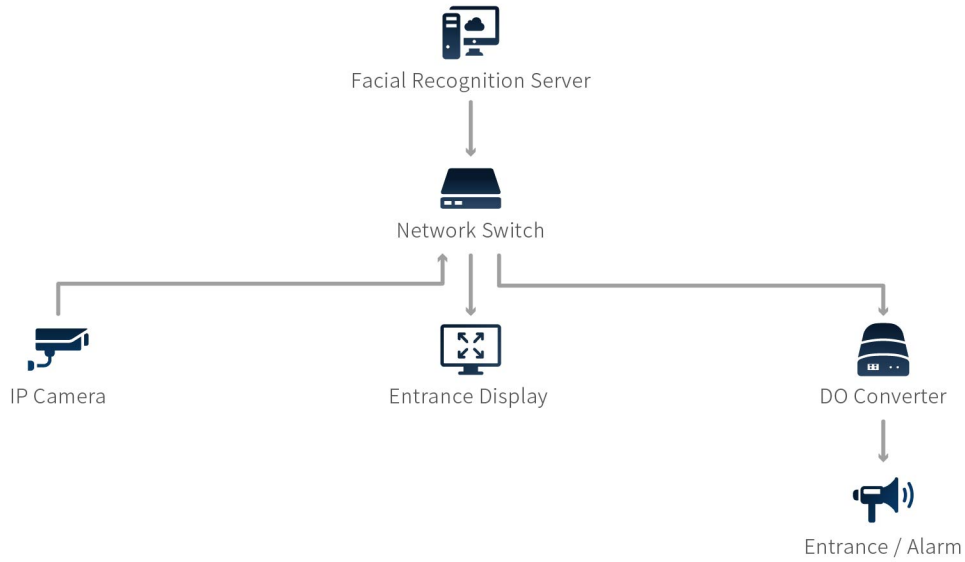 Facial Recognition Server
Network Switch
IP Camera
Entrance Display
DO Converter
Entrance / Alarm